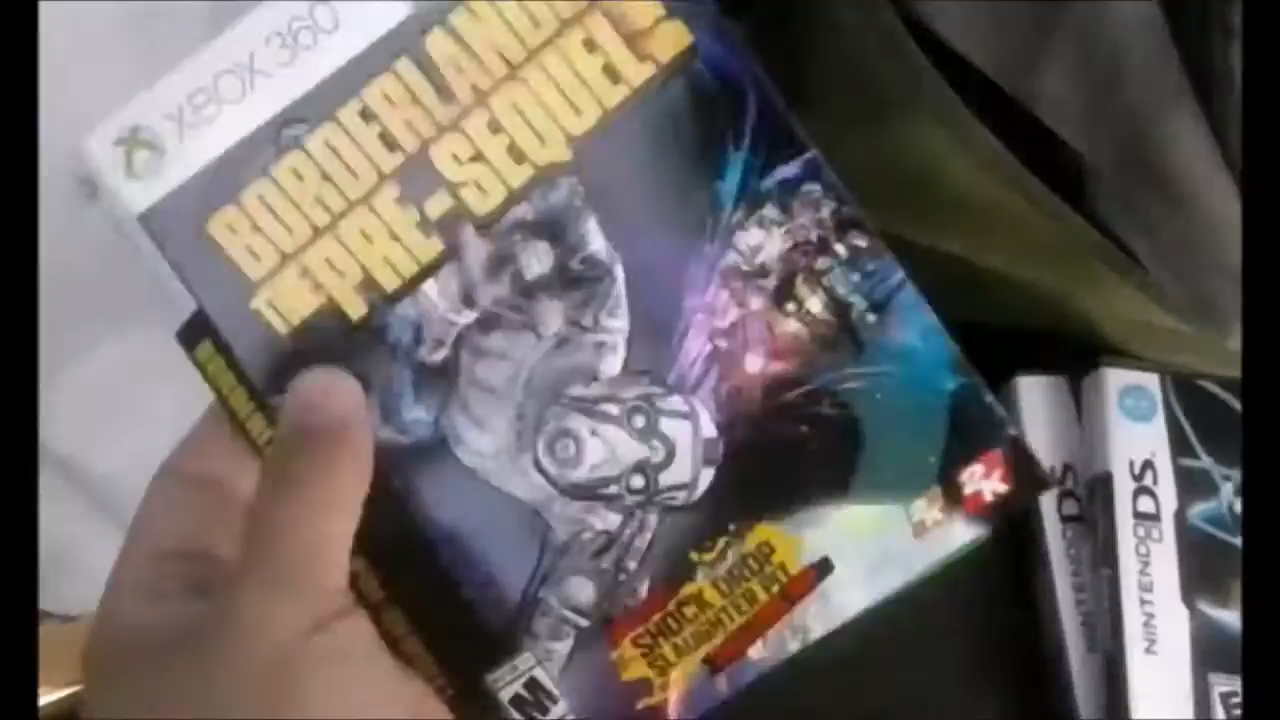 XBOX 360
BORDERLANDS
THE PRE-SEQUEL!
SHOCK DROP
SLAUGHTER PIT
2K
M
NINTENDO DS
NINTENDO DS
E